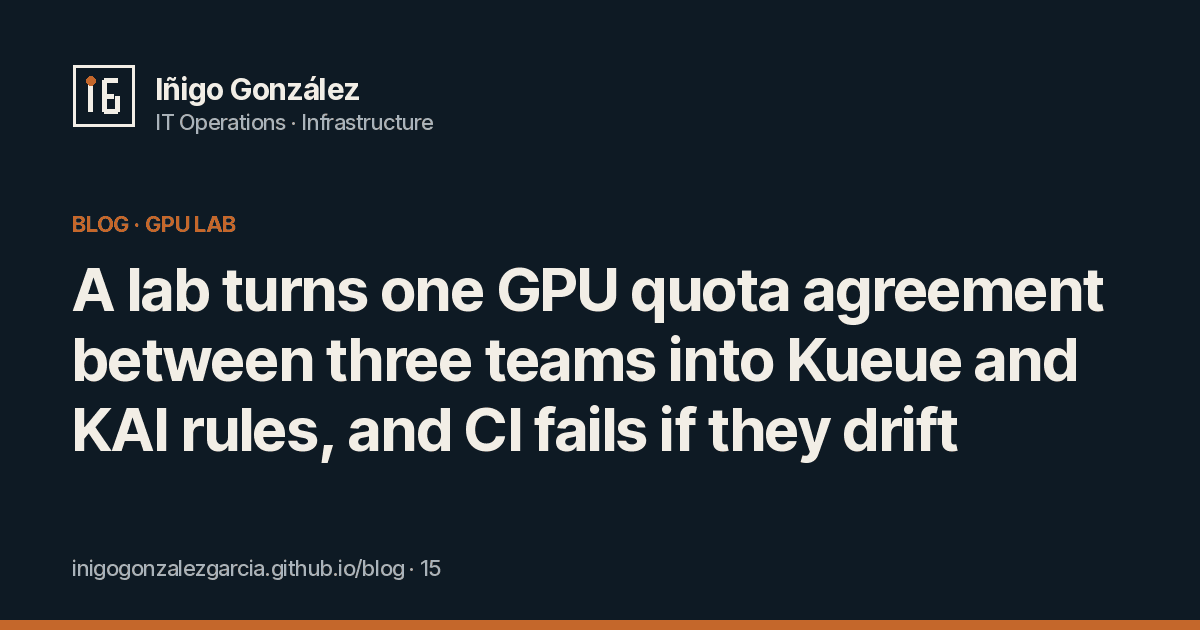 iG
Iñigo González
IT Operations · Infrastructure
BLOG · GPU LAB
A lab turns one GPU quota agreement
between three teams into Kueue and
KAI rules, and CI fails if they drift
inigogonzalezgarcia.github.io/blog · 15